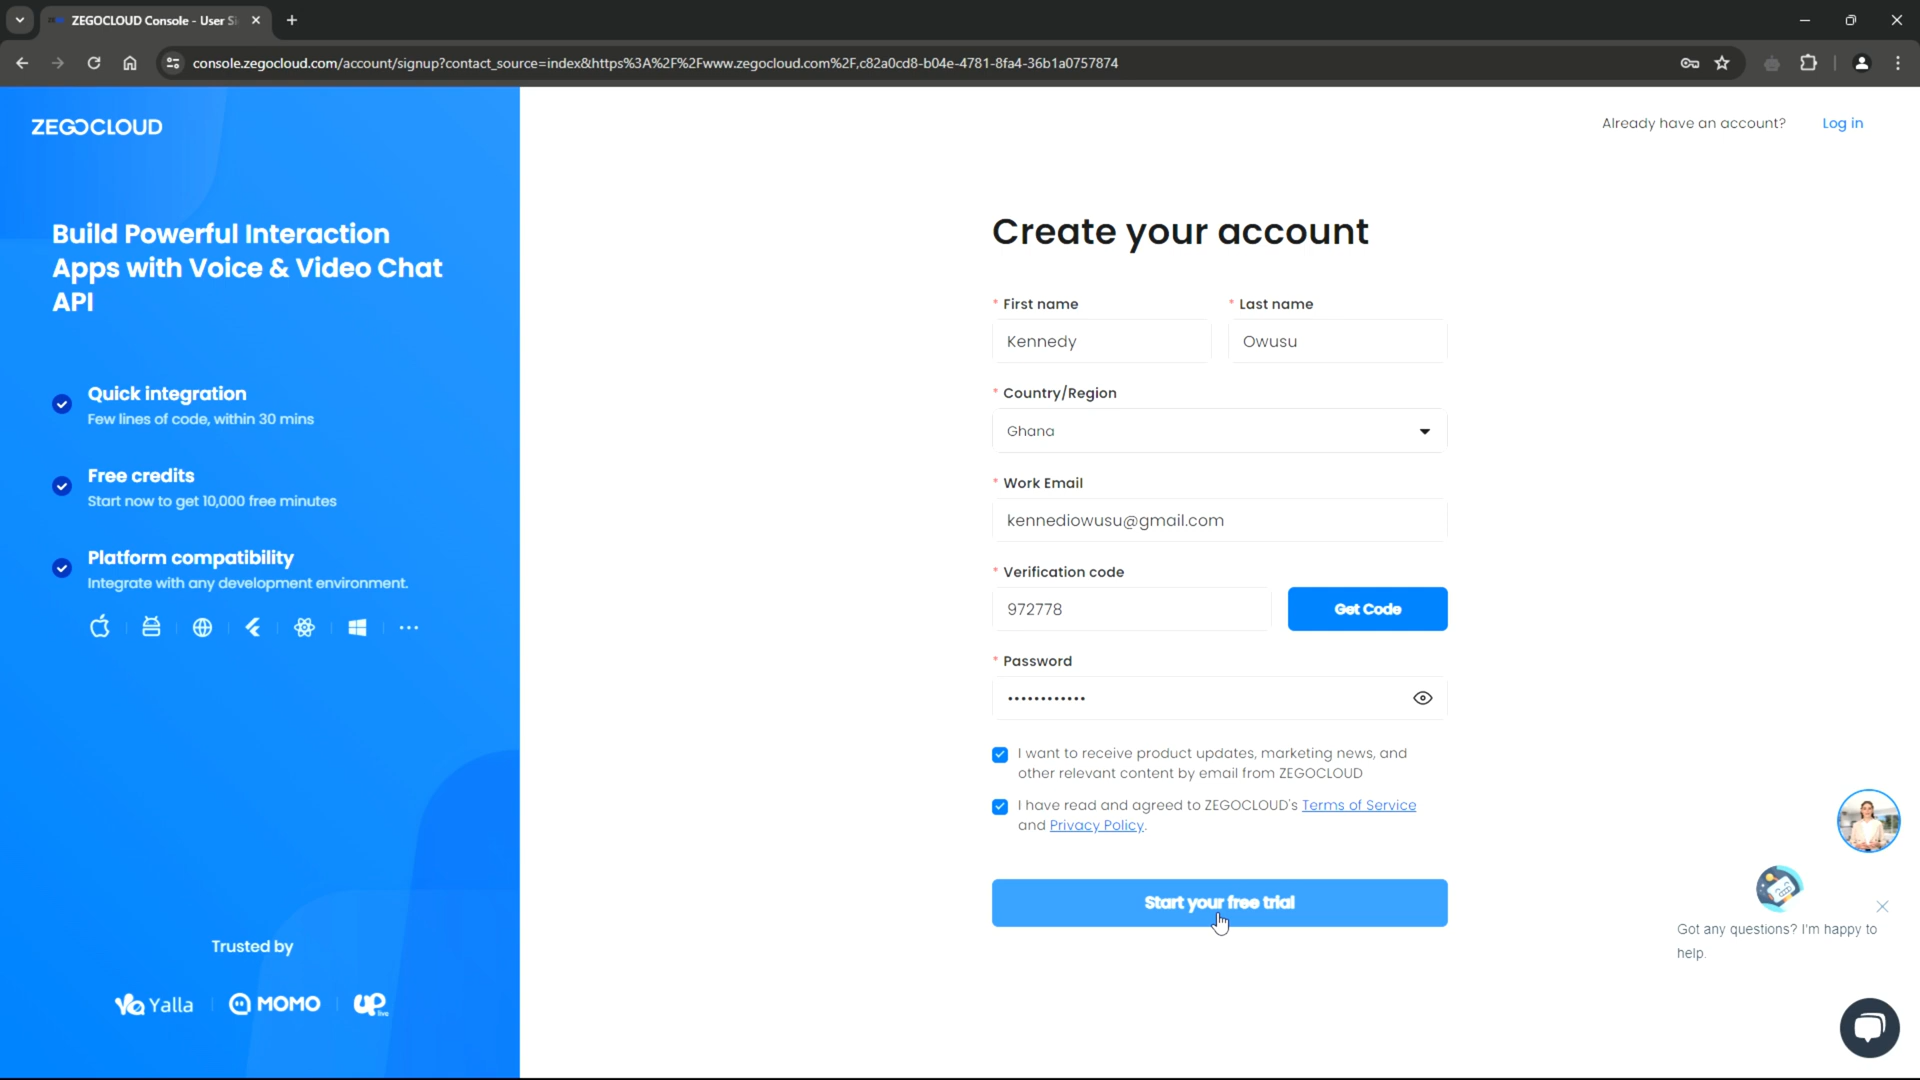 ZEGOCLOUD Console - User Si
console.zegocloud.com/account/signup?contact_source=index&https%3A%2F%2Fwww.zegocloud.com%2F,c82a0cd8-b04e-4781-8fa4-36b1a0757874
ZEGOCLOUD
Already have an account? Log in
Build Powerful Interaction
Apps with Voice & Video Chat
API
Quick integration
Few lines of code, within 30 mins
Free credits
Start now to get 10,000 free minutes
Platform compatibility
Integrate with any development environment.
Trusted by
Yalla
MOMO
UP live
Create your account
* First name
* Last name
Kennedy
Owusu
* Country/Region
Ghana
* Work Email
kennediowusu@gmail.com
* Verification code
972778
Get Code
* Password
••••••••••••
I want to receive product updates, marketing news, and
other relevant content by email from ZEGOCLOUD
I have read and agreed to ZEGOCLOUD's Terms of Service
and Privacy Policy.
Start your free trial
Got any questions? I'm happy to
help.